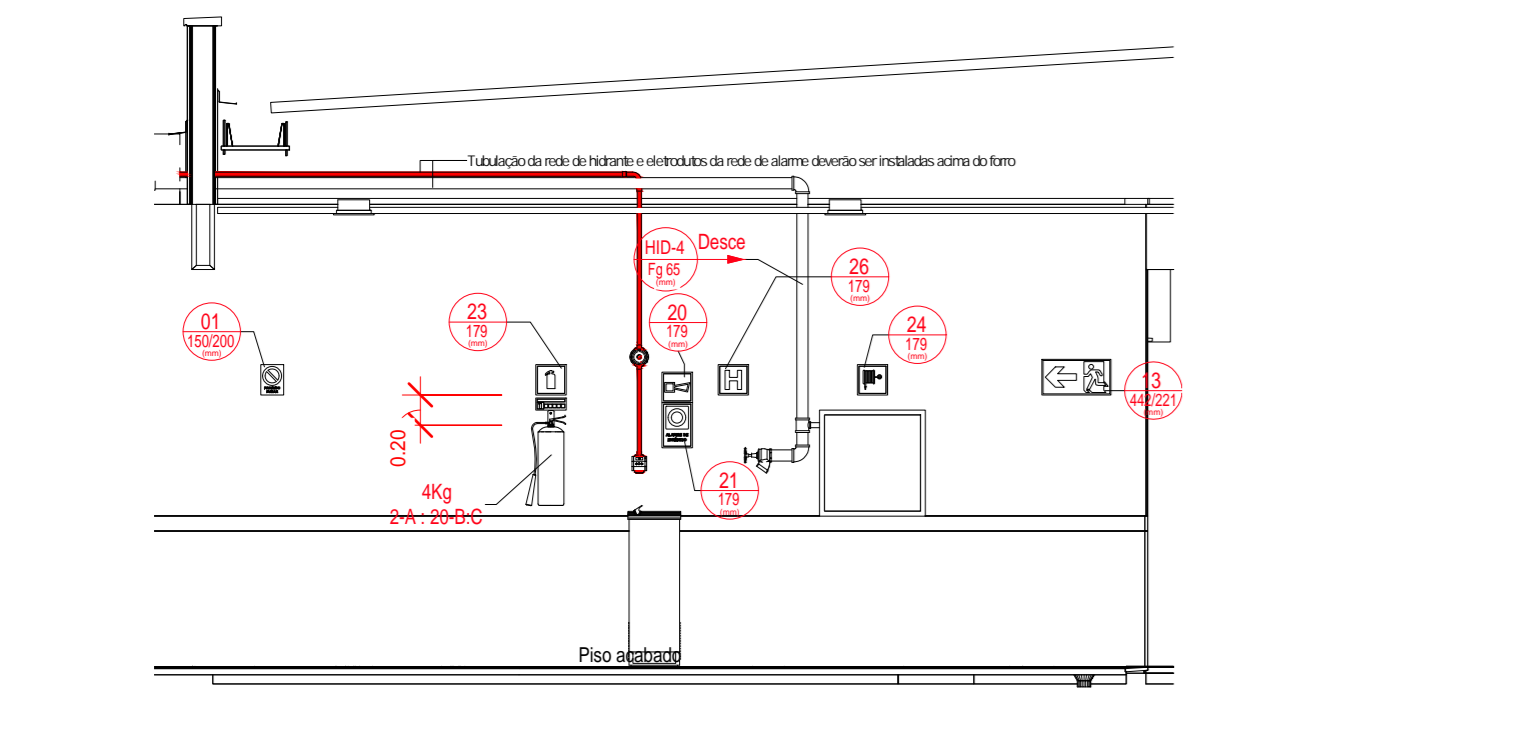 Tubulação da rede de hidrante e eletrodutos da rede de alarme deverão ser instaladas acima do forro
HID-4
Fg 65
(mm)
Desce
26
179
(mm)
01
150/200
(mm)
23
179
(mm)
20
179
(mm)
24
179
(mm)
H
13
442/221
(mm)
0.20
21
179
(mm)
4Kg
2-A : 20-B:C
Piso acabado